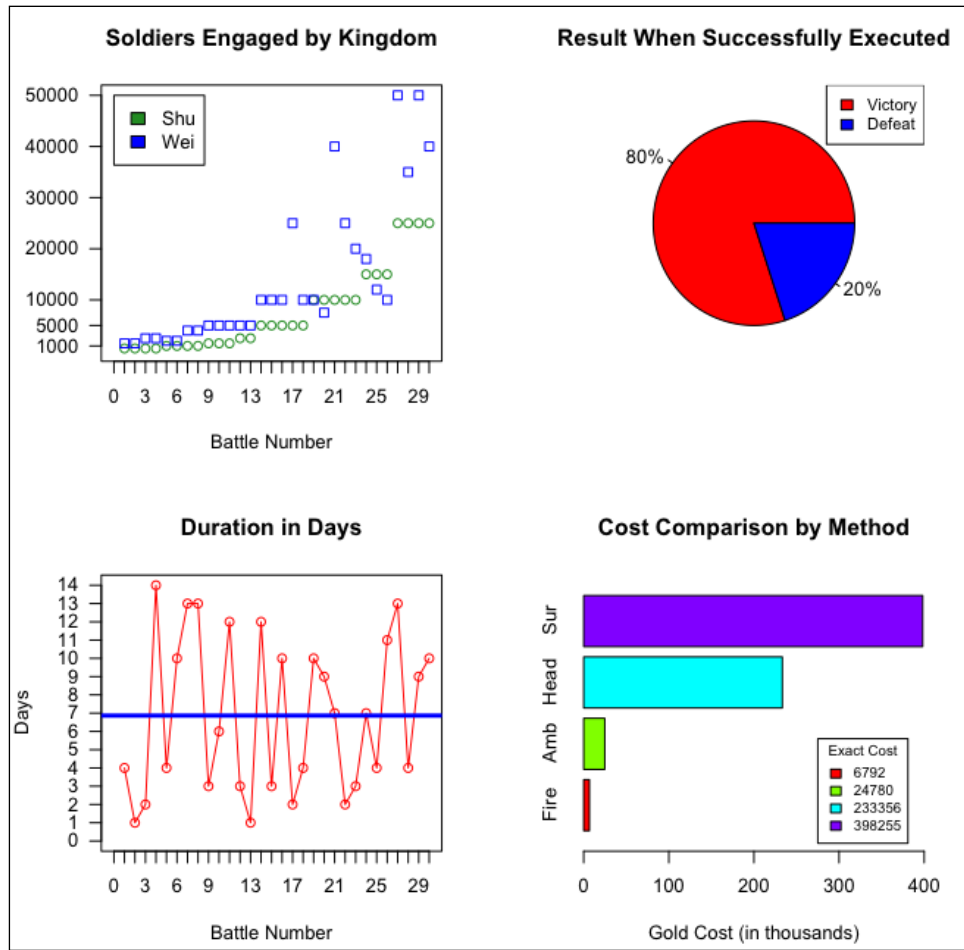 Soldiers Engaged by Kingdom
50000
40000
30000
20000
10000
5000
1000
Shu
Wei
0 3 6 9 13 17 21 25 29
Battle Number
Result When Successfully Executed
Victory
Defeat
80%
20%
Duration in Days
Days
14
13
12
11
10
9
8
7
6
5
4
3
2
1
0
0 3 6 9 13 17 21 25 29
Battle Number
Cost Comparison by Method
Sur
Head
Amb
Fire
Exact Cost
6792
24780
233356
398255
0 100 200 300 400
Gold Cost (in thousands)